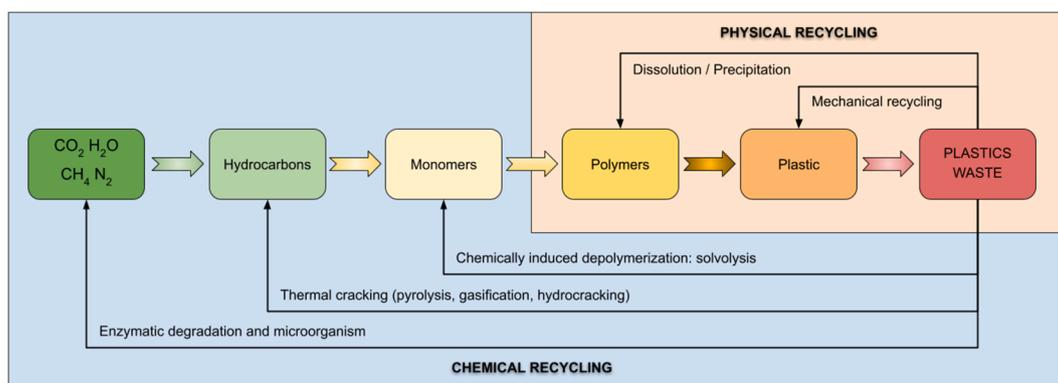 PHYSICAL RECYCLING
Dissolution / Precipitation
Mechanical recycling
CO₂ H₂O
CH₄ N₂
Hydrocarbons
Monomers
Polymers
Plastic
PLASTICS
WASTE
Chemically induced depolymerization: solvolysis
Thermal cracking (pyrolysis, gasification, hydrocracking)
Enzymatic degradation and microorganism
CHEMICAL RECYCLING